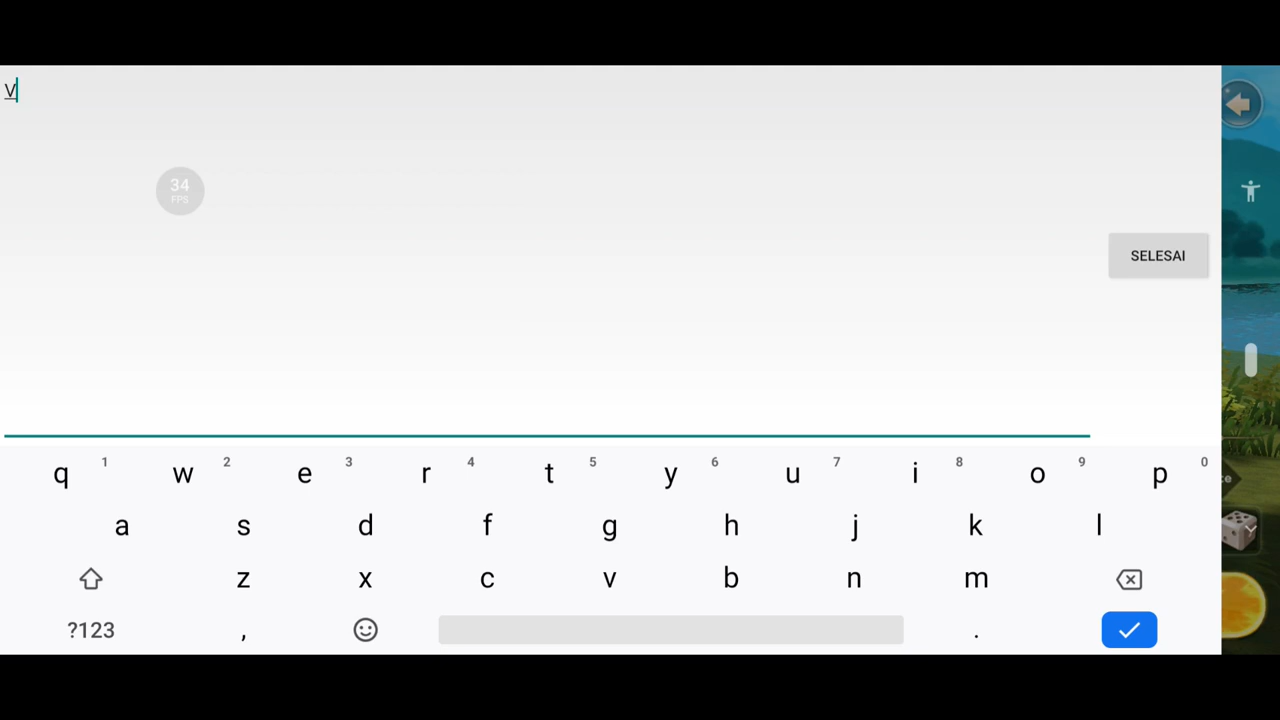 V
34
FPS
SELESAI
q 1 w 2 e 3 r 4 t 5 y 6 u 7 i 8 o 9 p 0
a s d f g h j k l
z x c v b n m
?123 , .